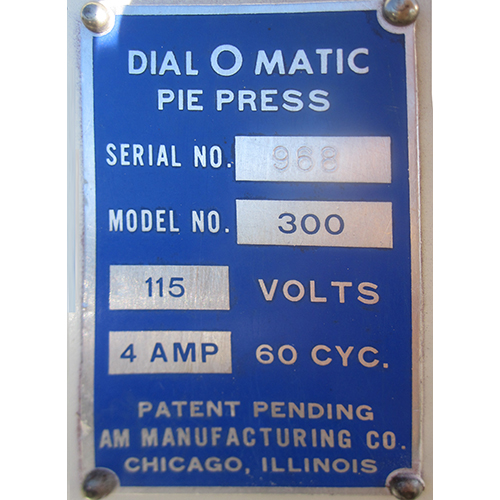 DIAL O MATIC
PIE PRESS
SERIAL NO. 968
MODEL NO. 300
115 VOLTS
4 AMP 60 CYC.
PATENT PENDING
AM MANUFACTURING CO.
CHICAGO, ILLINOIS